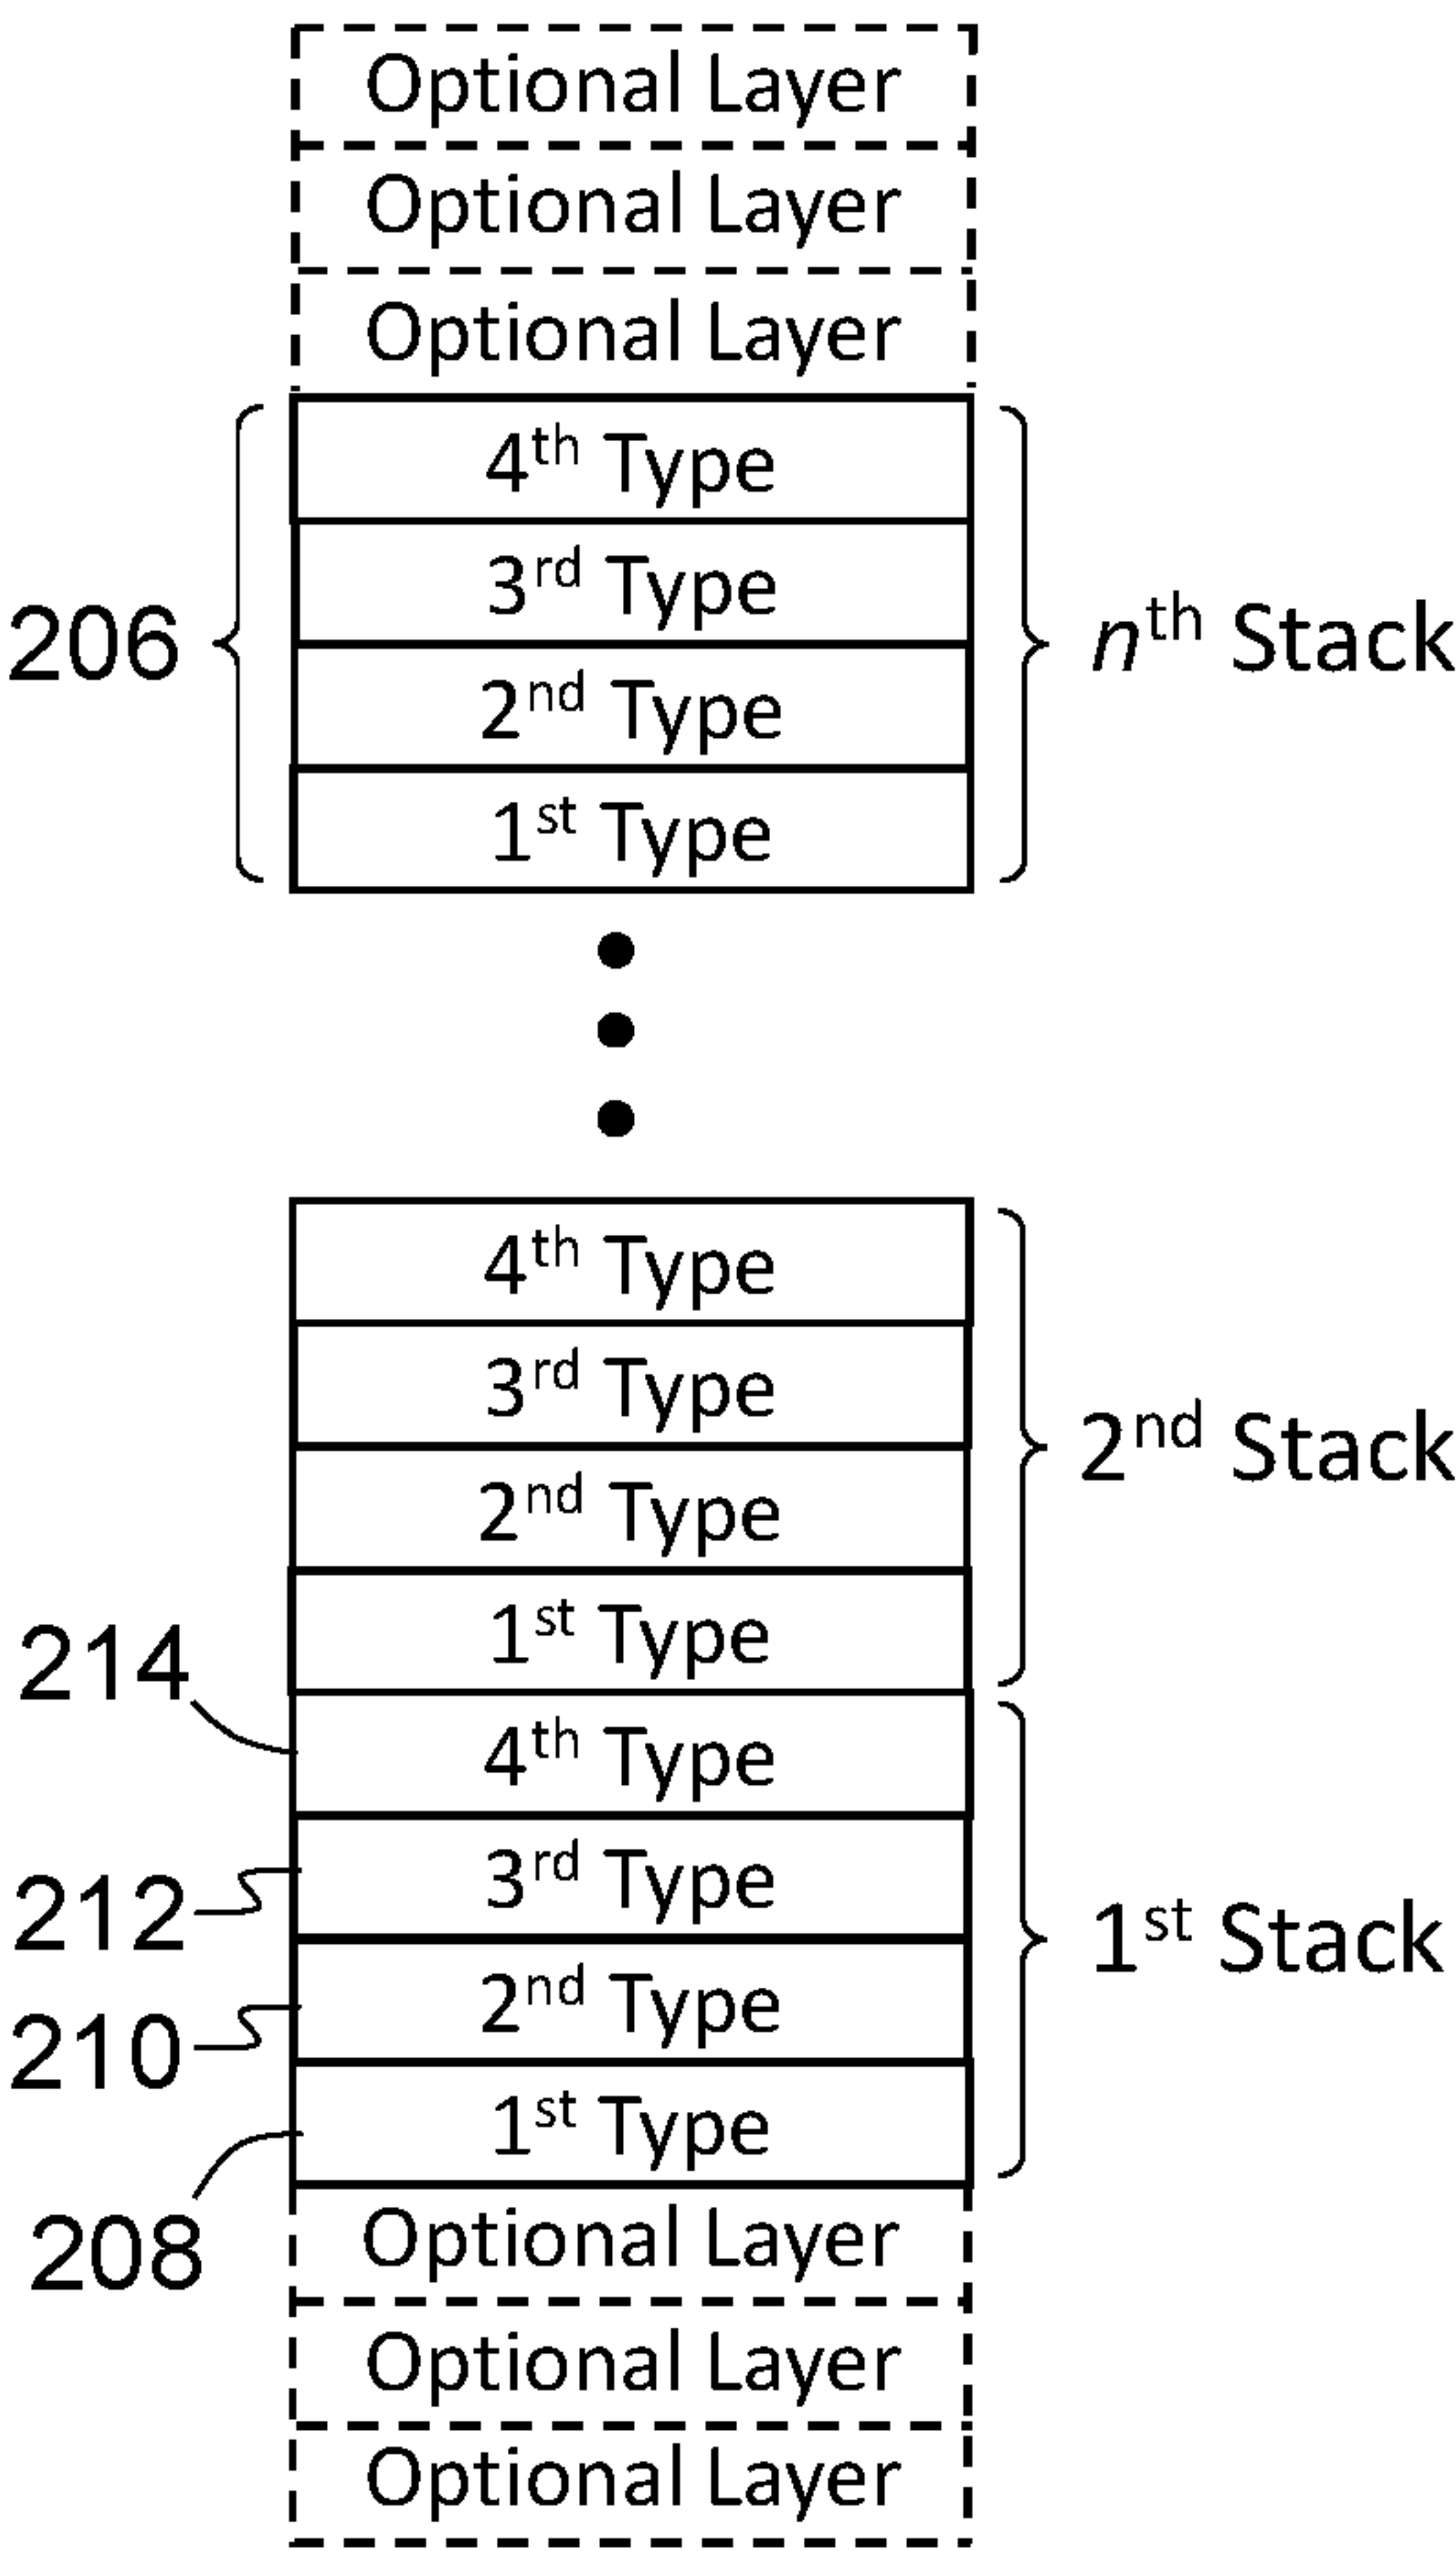 Optional Layer
Optional Layer
Optional Layer
4th Type
3rd Type
206
nth Stack
2nd Type
1st Type
4th Type
3rd Type
2nd Stack
2nd Type
1st Type
214
4th Type
3rd Type
212
1st Stack
2nd Type
210
1st Type
208
Optional Layer
Optional Layer
Optional Layer